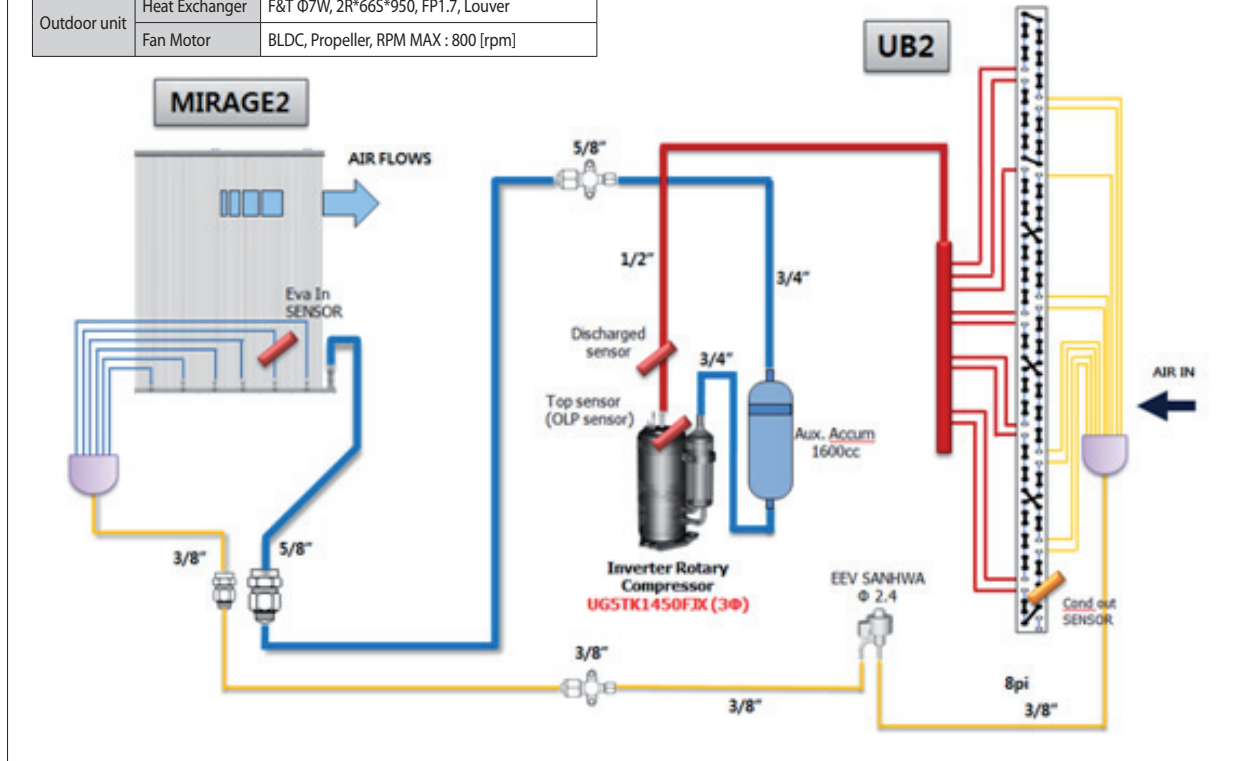 Outdoor unit
Heat Exchanger
F&T Φ7W, 2R*66S*950, FP1.7, Louver
Fan Motor
BLDC, Propeller, RPM MAX : 800 [rpm]
UB2
MIRAGE2
AIR FLOWS
5/8"
1/2"
3/4"
Eva In
SENSOR
Discharged
sensor
3/4"
AIR IN
Top sensor
(OLP sensor)
Aux. Accum
1600cc
3/8"
5/8"
Inverter Rotary
Compressor
UG5TK1450FJX (3Φ)
EEV SANHWA
Φ 2.4
Cond out
SENSOR
3/8"
3/8"
8pi
3/8"